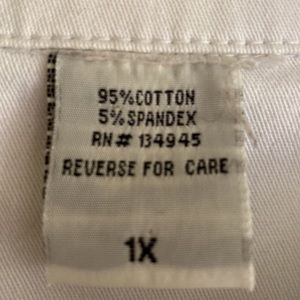 95%COTTON
5%SPANDEX
RN# 134945
REVERSE FOR CARE
1X